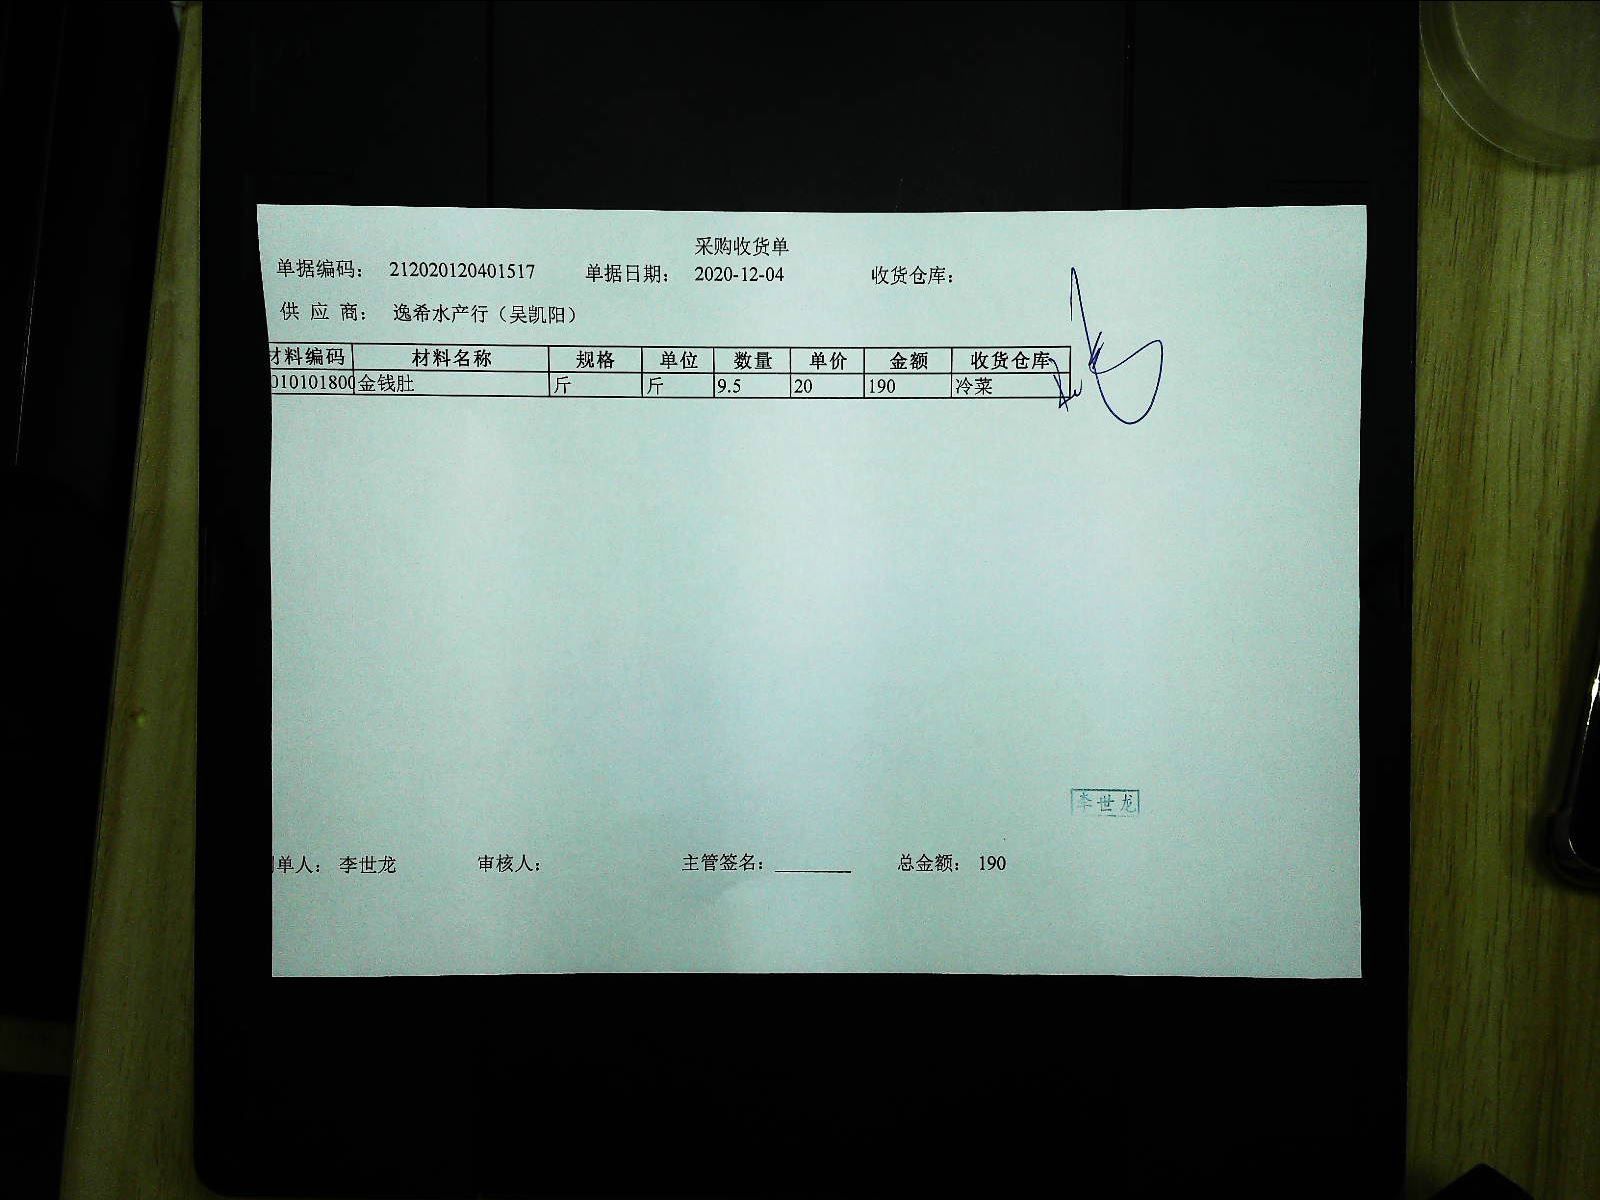 采购收货单
单据编码： 212020120401517 单据日期： 2020-12-04 收货仓库：
供 应 商： 逸希水产行（吴凯阳）
材料编码 材料名称 规格 单位 数量 单价 金额 收货仓库
010101800 金钱肚 斤 斤 9.5 20 190 冷菜
李世龙
单人： 李世龙 审核人： 主管签名： 总金额： 190